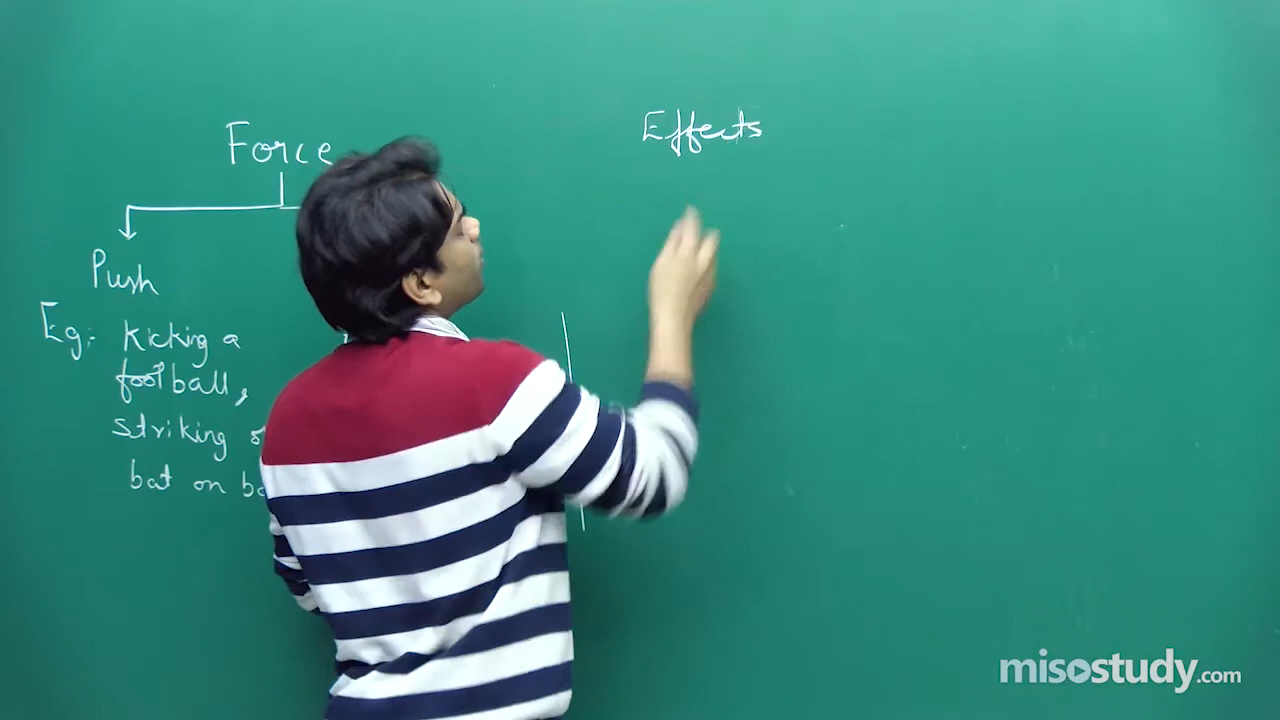 Force
Push
Eg:- Kicking a
football,
striking
bat on
Effects
misostudy.com